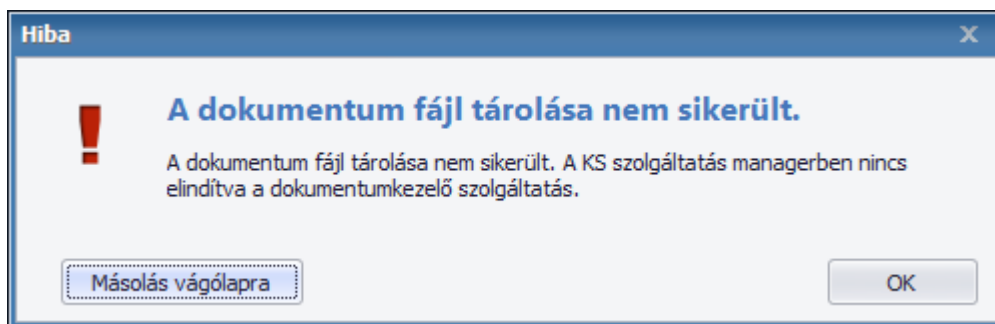 Hiba
A dokumentum fájl tárolása nem sikerült.
A dokumentum fájl tárolása nem sikerült. A KS szolgáltatás managerben nincs
elindítva a dokumentumkezelő szolgáltatás.
Másolás vágólapra
OK